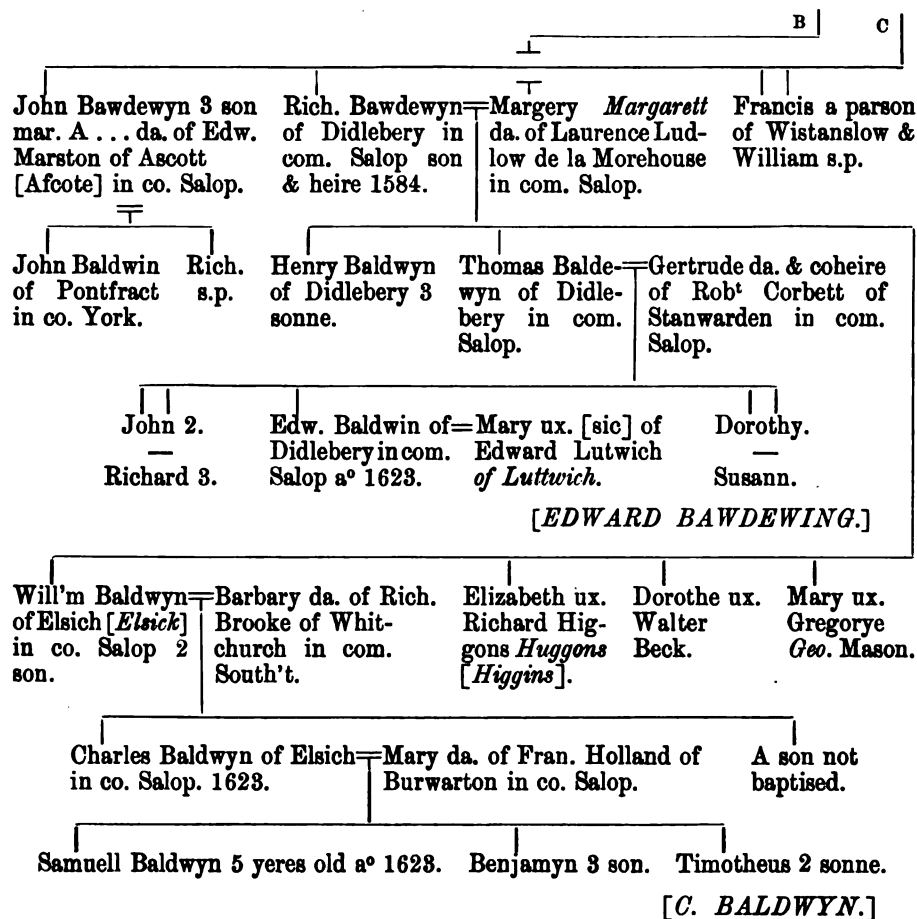 B C
John Bawdewyn 3 son
mar. A . . . da. of Edw.
Marston of Ascott
[Afcote] in co. Salop.
Rich. Bawdewyn
of Didlebery in
com. Salop son
& heire 1584.
Margery Margarett
da. of Laurence Lud-
low de la Morehouse
in com. Salop.
Francis a parson
of Wistanslow &
William s.p.
John Baldwin
of Pontfract
in co. York.
Rich.
s.p.
Henry Baldwyn
of Didlebery 3
sonne.
Thomas Balde-
wyn of Didle-
bery in com.
Salop.
Gertrude da. & coheire
of Robt Corbett of
Stanwarden in com.
Salop.
John 2.
—
Richard 3.
Edw. Baldwin of
Didlebery in com.
Salop ao 1623.
=
Mary ux. [sic] of
Edward Lutwich
of Luttwich.
Dorothy.
—
Susann.
[EDWARD BAWDEWING.]
Will'm Baldwyn
of Elsich [Elsick]
in co. Salop 2
son.
Barbary da. of Rich.
Brooke of Whit-
church in com.
South't.
Elizabeth ux.
Richard Hig-
gons Huggons
[Higgins].
Dorothe ux.
Walter
Beck.
Mary ux.
Gregorye
Geo. Mason.
Charles Baldwyn of Elsich
in co. Salop. 1623.
Mary da. of Fran. Holland of
Burwarton in co. Salop.
A son not
baptised.
Samuell Baldwyn 5 yeres old ao 1623.
Benjamyn 3 son.
Timotheus 2 sonne.
[C. BALDWYN.]